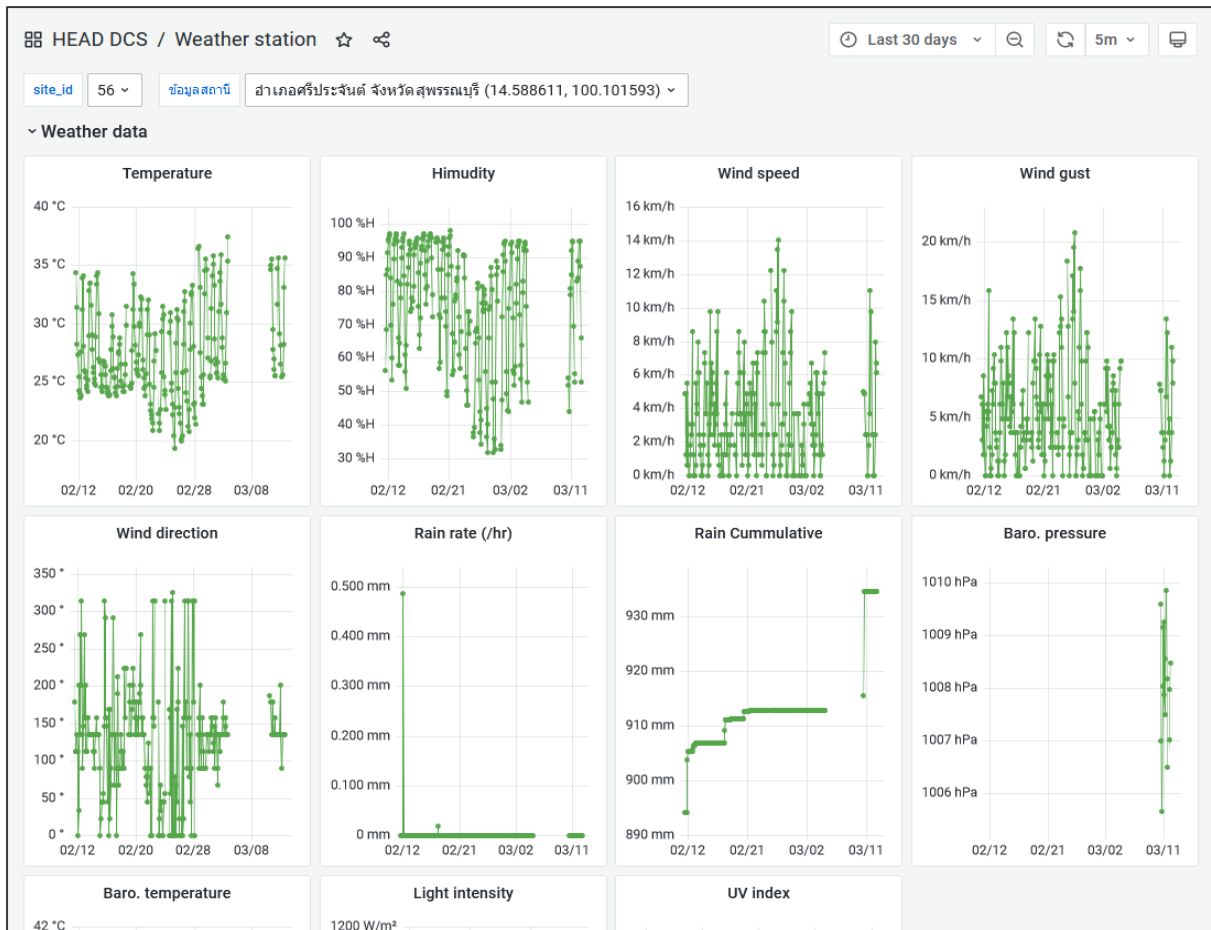 HEAD DCS / Weather station
Last 30 days
5m
site_id
56
ข้อมูลสถานี
อำเภอศรีประจันต์ จังหวัดสุพรรณบุรี (14.588611, 100.101593)
Weather data
Temperature
40 °C
35 °C
30 °C
25 °C
20 °C
02/12 02/20 02/28 03/08
Himudity
100 %H
90 %H
80 %H
70 %H
60 %H
50 %H
40 %H
30 %H
02/12 02/21 03/02 03/11
Wind speed
16 km/h
14 km/h
12 km/h
10 km/h
8 km/h
6 km/h
4 km/h
2 km/h
0 km/h
02/12 02/21 03/02 03/11
Wind gust
20 km/h
15 km/h
10 km/h
5 km/h
0 km/h
02/12 02/21 03/02 03/11
Wind direction
350 °
300 °
250 °
200 °
150 °
100 °
50 °
0 °
02/12 02/20 02/28 03/08
Rain rate (/hr)
0.500 mm
0.400 mm
0.300 mm
0.200 mm
0.100 mm
0 mm
02/12 02/21 03/02 03/11
Rain Cummulative
930 mm
920 mm
910 mm
900 mm
890 mm
02/12 02/21 03/02 03/11
Baro. pressure
1010 hPa
1009 hPa
1008 hPa
1007 hPa
1006 hPa
02/12 02/21 03/02 03/11
Baro. temperature
42 °C
Light intensity
1200 W/m²
UV index